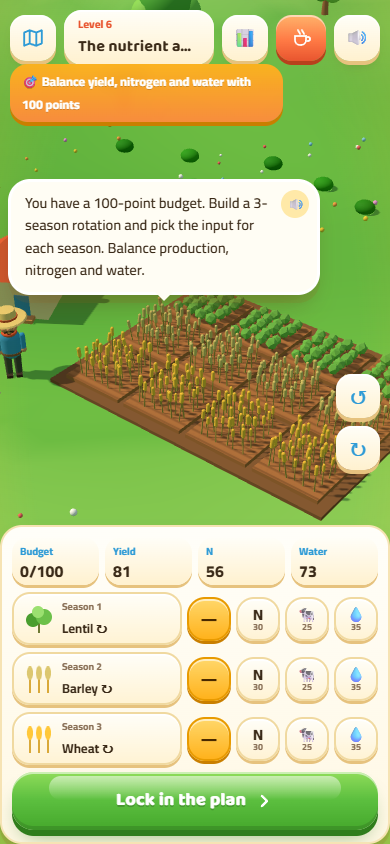 Level 6
The nutrient a...
🎯 Balance yield, nitrogen and water with
100 points
You have a 100-point budget. Build a 3-
season rotation and pick the input for
each season. Balance production,
nitrogen and water.
Budget
0/100
Yield
81
N
56
Water
73
Season 1
Lentil ↻
—
N
30
25
35
Season 2
Barley ↻
—
N
30
25
35
Season 3
Wheat ↻
—
N
30
25
35
Lock in the plan >